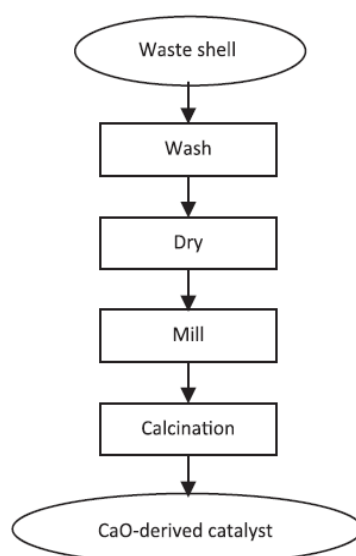 Waste shell
Wash
Dry
Mill
Calcination
CaO-derived catalyst